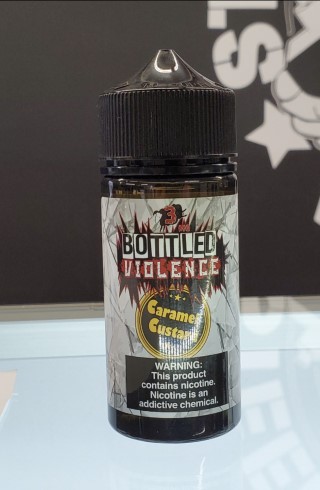 3
BOTTLED
VIOLENCE
Caramel
Custard
WARNING:
This product
contains nicotine.
Nicotine is an
addictive chemical.